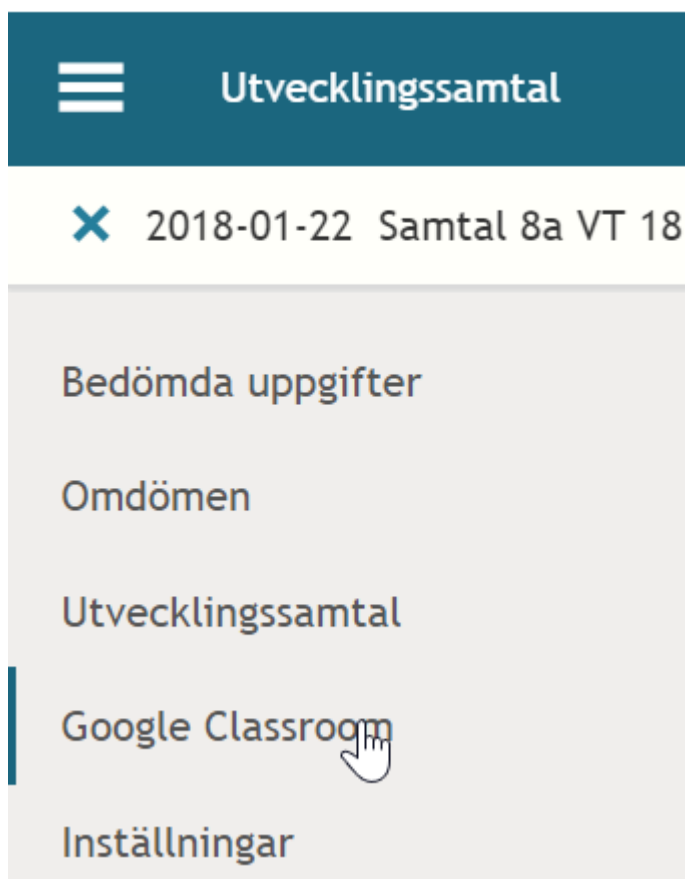 Utvecklingssamtal
2018-01-22 Samtal 8a VT 18
Bedömda uppgifter
Omdömen
Utvecklingssamtal
Google Classroom
Inställningar